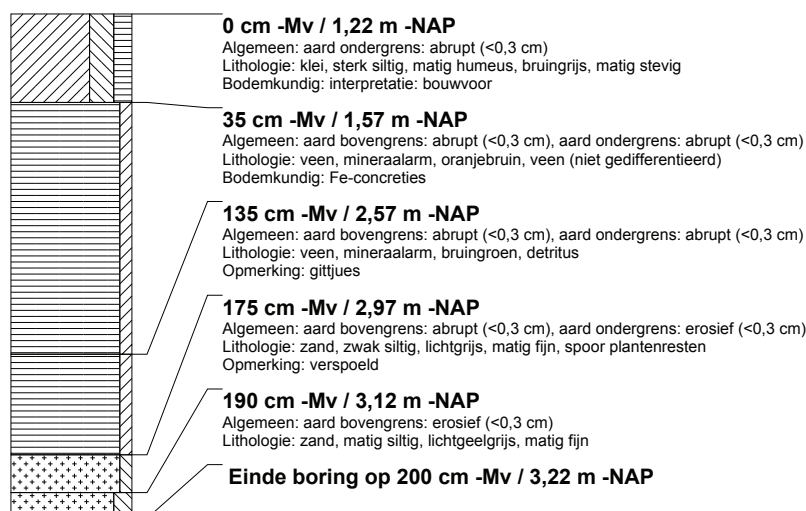 0 cm -Mv / 1,22 m -NAP
Algemeen: aard ondergrens: abrupt (<0,3 cm)
Lithologie: klei, sterk siltig, matig humeus, bruingrijs, matig stevig
Bodemkundig: interpretatie: bouwvoor
35 cm -Mv / 1,57 m -NAP
Algemeen: aard bovengrens: abrupt (<0,3 cm), aard ondergrens: abrupt (<0,3 cm)
Lithologie: veen, mineraalarm, oranjebruin, veen (niet gedifferentieerd)
Bodemkundig: Fe-concreties
135 cm -Mv / 2,57 m -NAP
Algemeen: aard bovengrens: abrupt (<0,3 cm), aard ondergrens: abrupt (<0,3 cm)
Lithologie: veen, mineraalarm, bruingroen, detritus
Opmerking: gittjues
175 cm -Mv / 2,97 m -NAP
Algemeen: aard bovengrens: abrupt (<0,3 cm), aard ondergrens: erosief (<0,3 cm)
Lithologie: zand, zwak siltig, lichtgrijs, matig fijn, spoor plantenresten
Opmerking: verspoeld
190 cm -Mv / 3,12 m -NAP
Algemeen: aard bovengrens: erosief (<0,3 cm)
Lithologie: zand, matig siltig, lichtgeelgrijs, matig fijn
Einde boring op 200 cm -Mv / 3,22 m -NAP